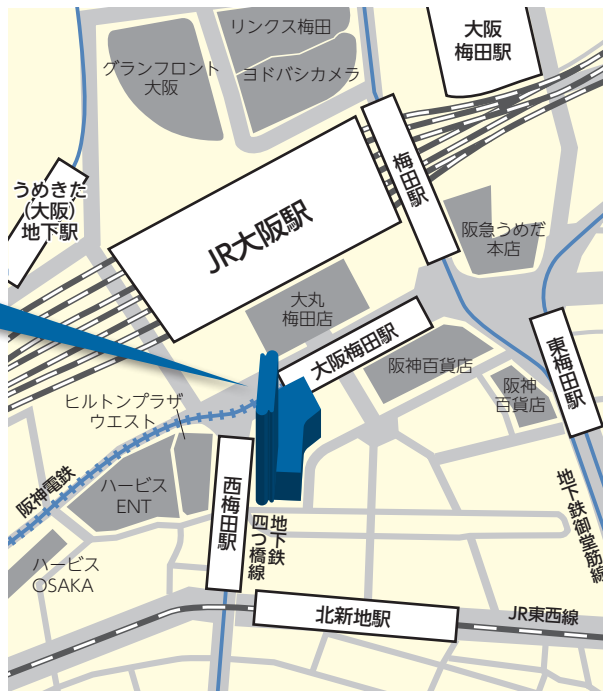 リンクス梅田
ヨドバシカメラ
グランフロント
大阪
大阪
梅田駅
うめきだ
(大阪)
地下駅
JR大阪駅
梅田駅
阪急うめだ
本店
大丸
梅田店
大阪梅田駅
阪神百貨店
阪神
百貨店
東梅田駅
ヒルトンプラザ
ウエスト
阪神電鉄
ハービス
ENT
西梅田駅
地下鉄
四つ橋線
地下鉄御堂筋線
ハービス
OSAKA
北新地駅
JR東西線